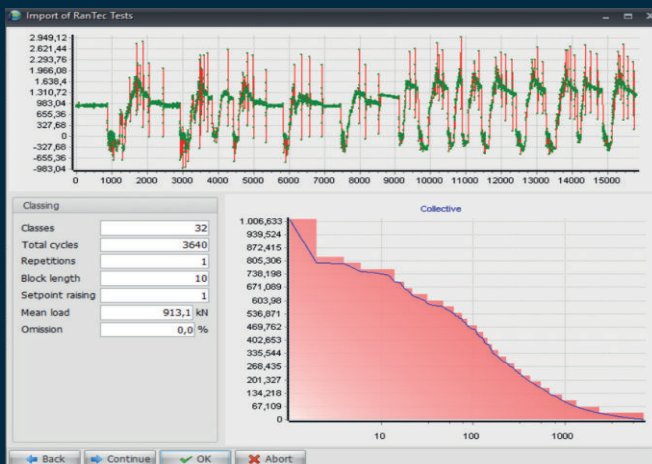 Import of RanTec Tests
2.949,12
2.621,44
2.293,76
1.966,08
1.638,4
1.310,72
983,04
655,36
327,68
0
-327,68
-655,36
-983,04
0 1000 2000 3000 4000 5000 6000 7000 8000 9000 10000 11000 12000 13000 14000 15000
Classing
Classes 32
Total cycles 3640
Repetitions 1
Block length 10
Setpoint raising 1
Mean load 913,1 kN
Omission 0,0 %
Collective
1.006,633
939,524
872,415
805,306
738,198
671,089
603,98
536,871
469,762
402,653
335,544
268,435
201,327
134,218
67,109
10 100 1000
Back Continue OK Abort